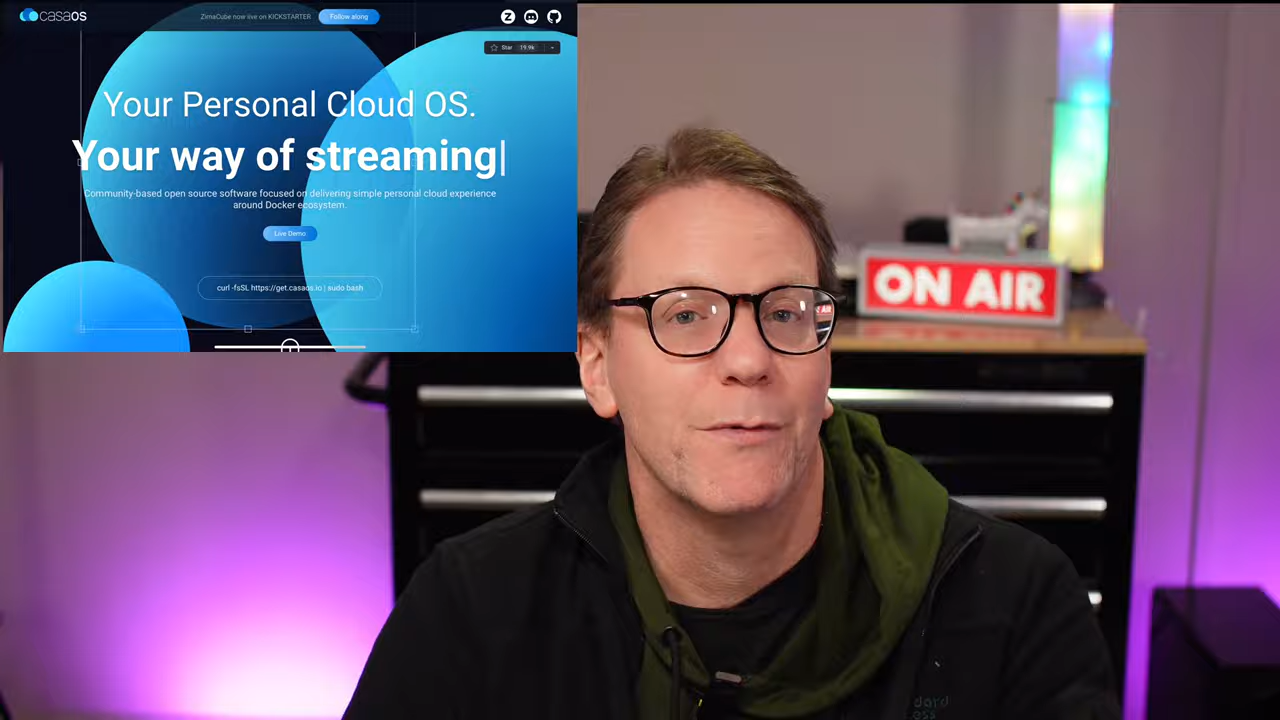 casaos
ZimaCube now live on KICKSTARTER
Follow along
Z
Star 19.9k
Your Personal Cloud OS.
Your way of streaming|
Community-based open source software focused on delivering simple personal cloud experience
around Docker ecosystem.
Live Demo
curl -fsSL https://get.casaos.io | sudo bash
ON AIR